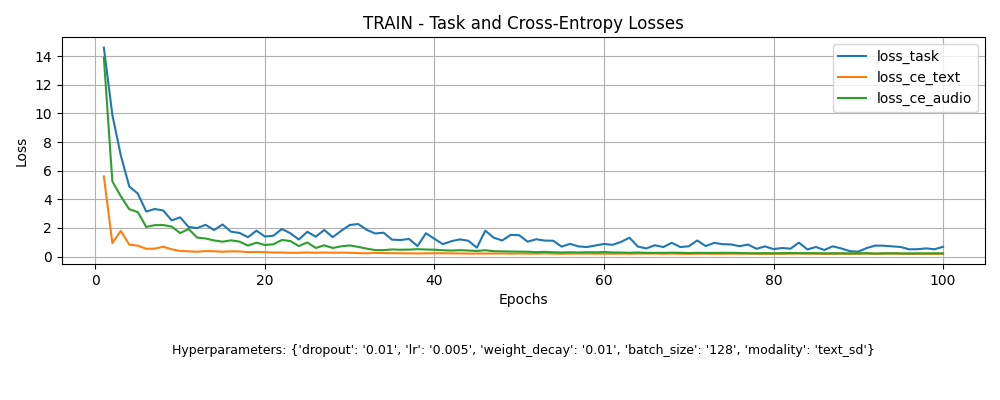 TRAIN - Task and Cross-Entropy Losses
loss_task
loss_ce_text
loss_ce_audio
Loss
14
12
10
8
6
4
2
0
0 20 40 60 80 100
Epochs
Hyperparameters: {'dropout': '0.01', 'lr': '0.005', 'weight_decay': '0.01', 'batch_size': '128', 'modality': 'text_sd'}